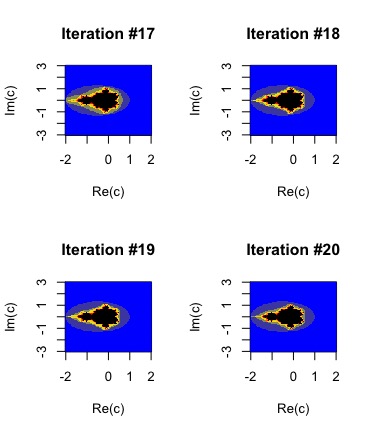 Iteration #17
Iteration #18
Im(c)
3
1
-1
-3
-2
0
1
2
Re(c)
Im(c)
3
1
-1
-3
-2
0
1
2
Re(c)
Iteration #19
Iteration #20
Im(c)
3
1
-1
-3
-2
0
1
2
Re(c)
Im(c)
3
1
-1
-3
-2
0
1
2
Re(c)